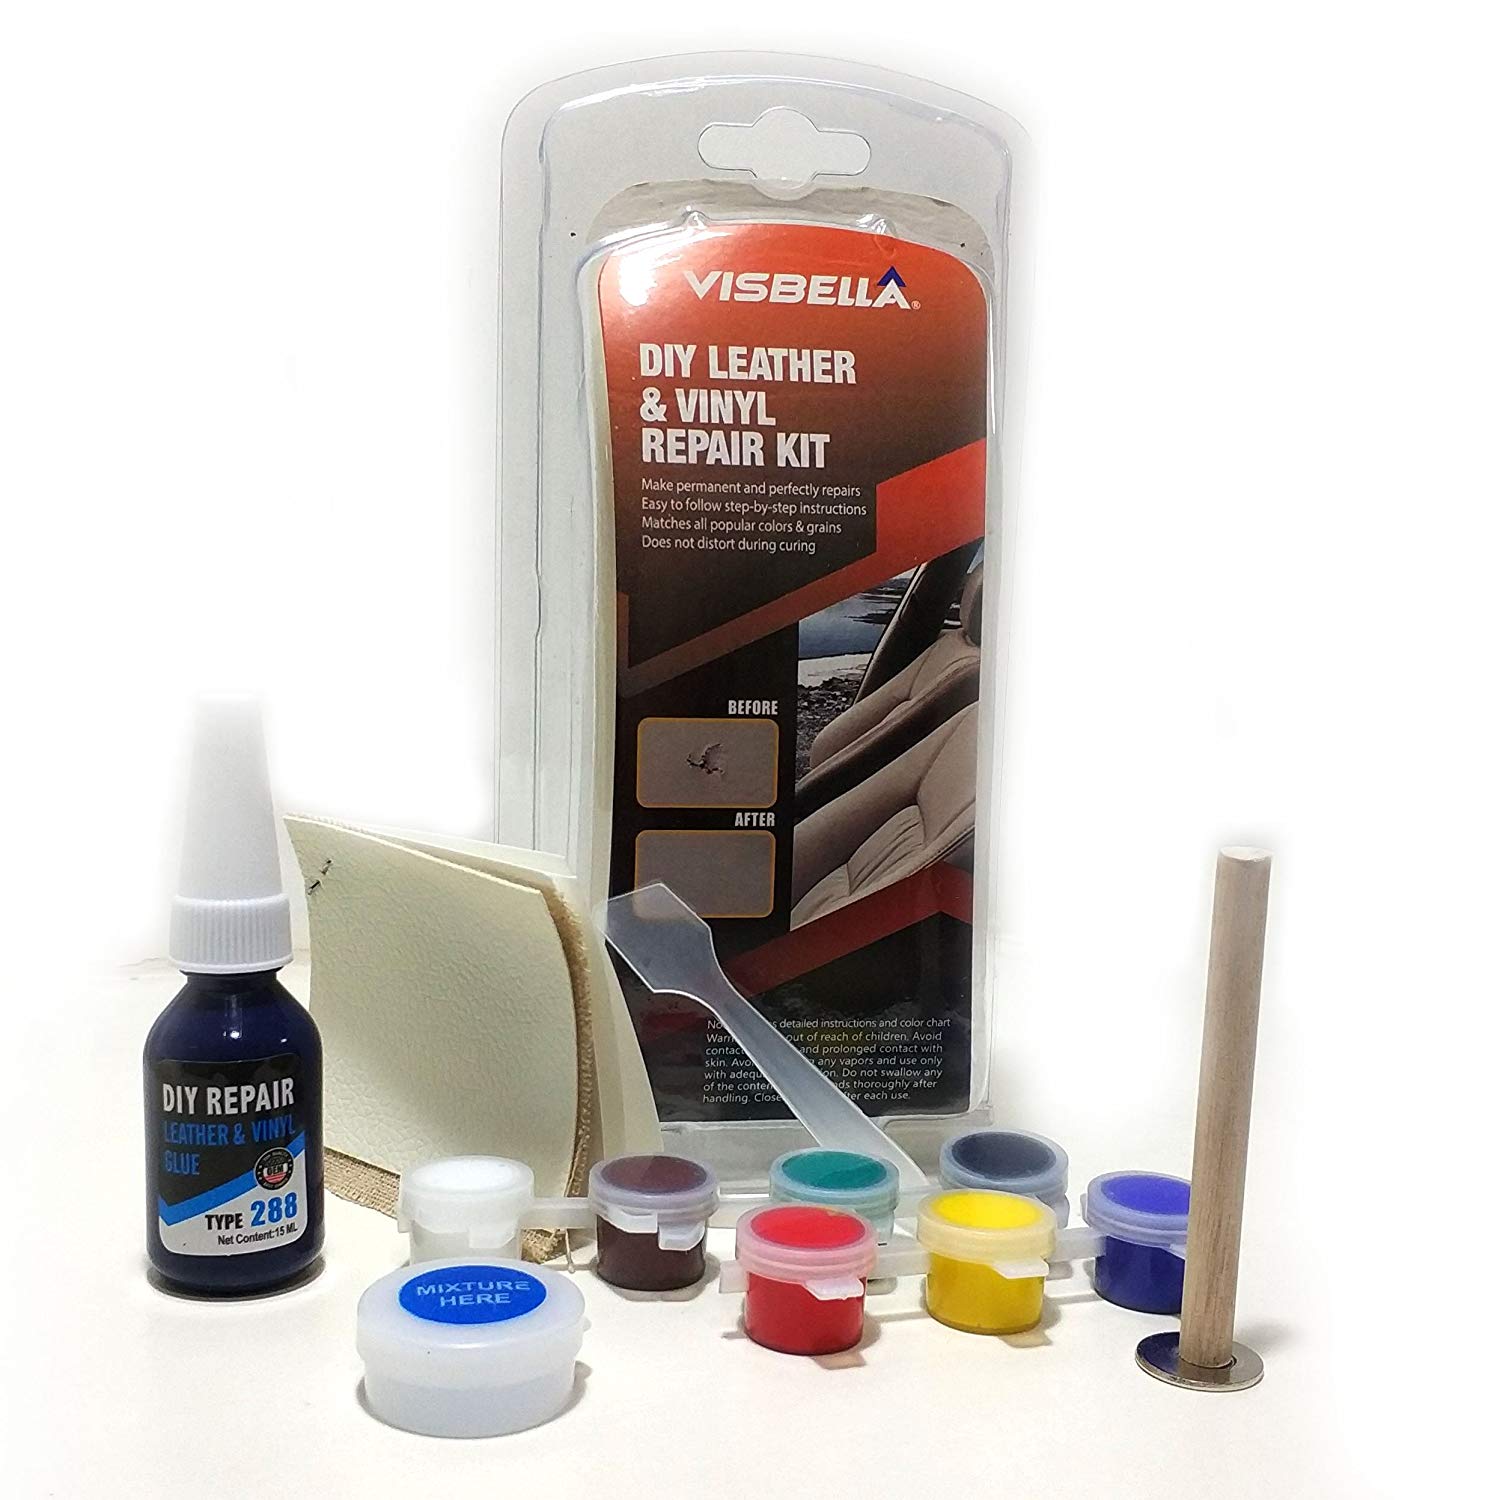 VISBELLA®
DIY LEATHER
& VINYL
REPAIR KIT
Make permanent and perfectly repairs
Easy to follow step-by-step instructions
Matches all popular colors & grains
Does not distort during curing
BEFORE
AFTER
detailed instructions and color chart
out of reach of children. Avoid
contact and prolonged contact with
skin. any vapors and use only
with Do not swallow any
of the thoroughly after
handling. after each use.
DIY REPAIR
LEATHER & VINYL
GLUE
OEM
TYPE 288
Net Content:15 ML
MIXTURE
HERE